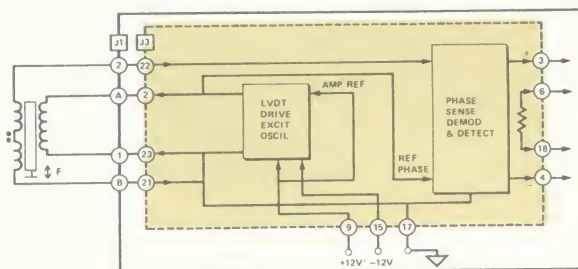 J1 J3
2 22 3
+
A 2 AMP REF 6
LVDT
DRIVE
EXCIT
OSCIL
PHASE
SENSE
DEMOD
& DETECT
1 23 REF
PHASE 18
F
B 21 4
-
9 15 17
+12V -12V